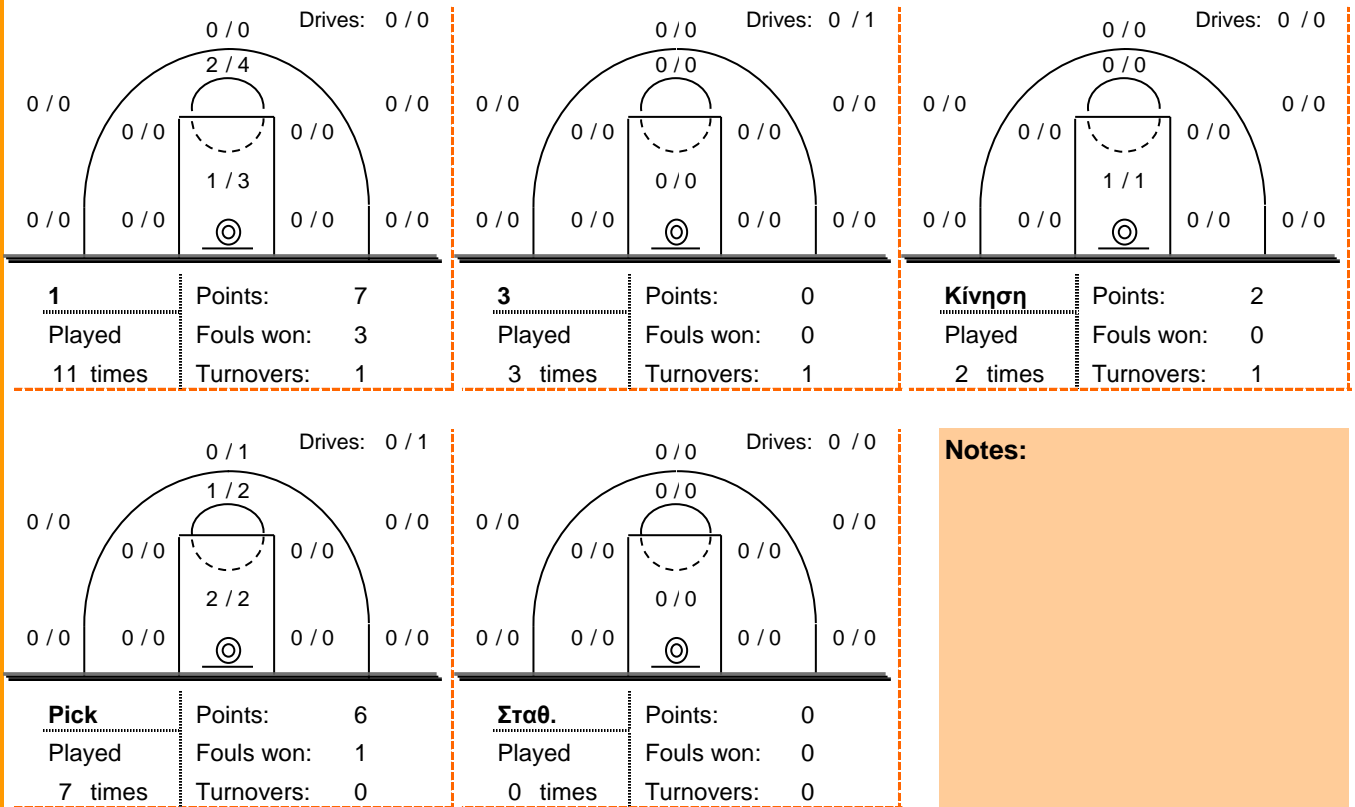 Drives: 0 / 0
0 / 0
2 / 4
0 / 0 0 / 0
0 / 0 0 / 0
1 / 3
0 / 0 0 / 0 0 / 0 0 / 0
1
Played
11 times
Points: 7
Fouls won: 3
Turnovers: 1
Drives: 0 / 1
0 / 0
0 / 0
0 / 0 0 / 0
0 / 0 0 / 0
0 / 0
0 / 0 0 / 0 0 / 0 0 / 0
3
Played
3 times
Points: 0
Fouls won: 0
Turnovers: 1
Drives: 0 / 0
0 / 0
0 / 0
0 / 0 0 / 0
0 / 0 0 / 0
1 / 1
0 / 0 0 / 0 0 / 0 0 / 0
Κίνηση
Played
2 times
Points: 2
Fouls won: 0
Turnovers: 1
Drives: 0 / 1
0 / 1
1 / 2
0 / 0 0 / 0
0 / 0 0 / 0
2 / 2
0 / 0 0 / 0 0 / 0 0 / 0
Pick
Played
7 times
Points: 6
Fouls won: 1
Turnovers: 0
Drives: 0 / 0
0 / 0
0 / 0
0 / 0 0 / 0
0 / 0 0 / 0
0 / 0
0 / 0 0 / 0 0 / 0 0 / 0
Σταθ.
Played
0 times
Points: 0
Fouls won: 0
Turnovers: 0
Notes: